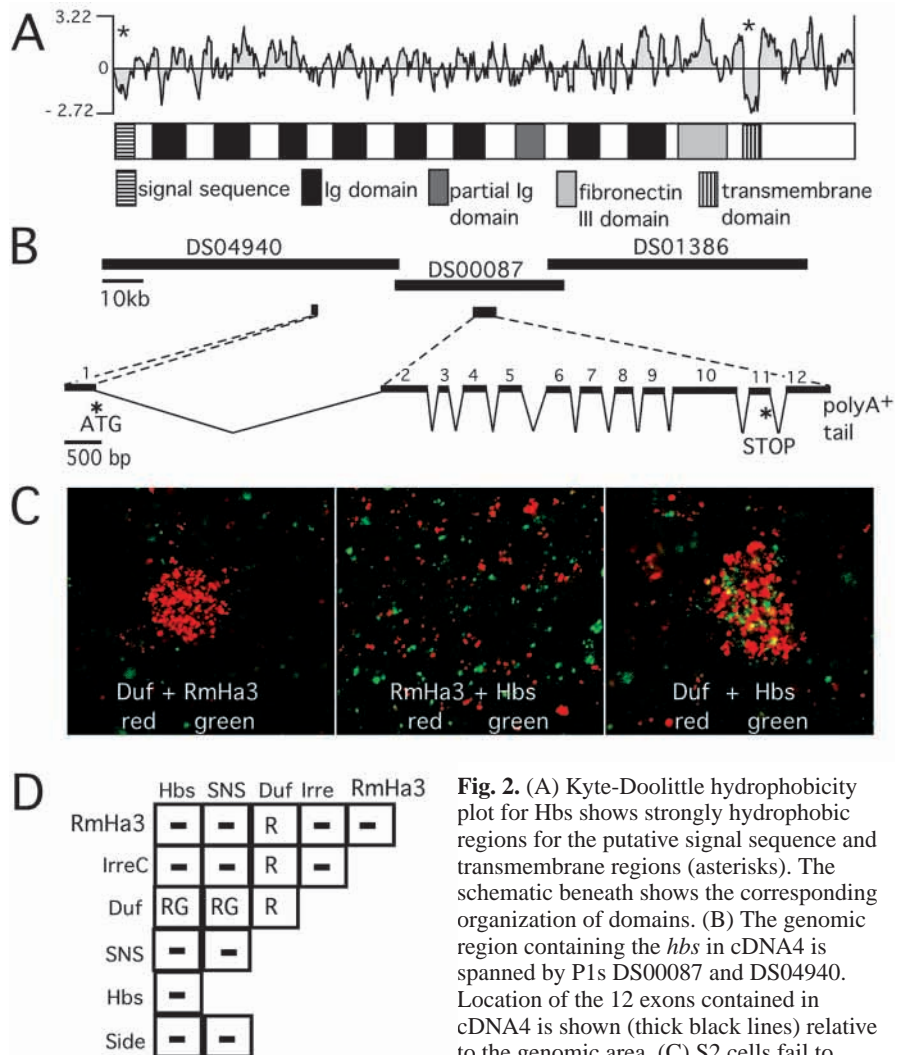 A
3.22
0
- 2.72
*
*
signal sequence
Ig domain
partial Ig
domain
fibronectin
III domain
transmembrane
domain
B
DS04940
DS00087
DS01386
10kb
1 2 3 4 5 6 7 8 9 10 11 12
*
ATG
*
STOP
polyA+
tail
500 bp
C
Duf + RmHa3
red green
RmHa3 + Hbs
red green
Duf + Hbs
red green
D
Hbs SNS Duf Irre RmHa3
RmHa3 - - R - -
IrreC - - R -
Duf RG RG R
SNS - -
Hbs -
Side - -
Fig. 2. (A) Kyte-Doolittle hydrophobicity
plot for Hbs shows strongly hydrophobic
regions for the putative signal sequence and
transmembrane regions (asterisks). The
schematic beneath shows the corresponding
organization of domains. (B) The genomic
region containing the hbs in cDNA4 is
spanned by P1s DS00087 and DS04940.
Location of the 12 exons contained in
cDNA4 is shown (thick black lines) relative
to the genomic area. (C) S2 cells fail to